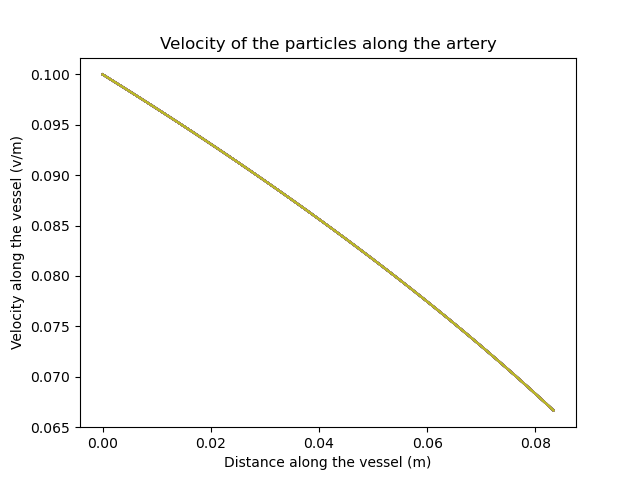 Velocity of the particles along the artery
0.100
0.095
0.090
0.085
0.080
0.075
0.070
0.065
Velocity along the vessel (v/m)
0.00 0.02 0.04 0.06 0.08
Distance along the vessel (m)